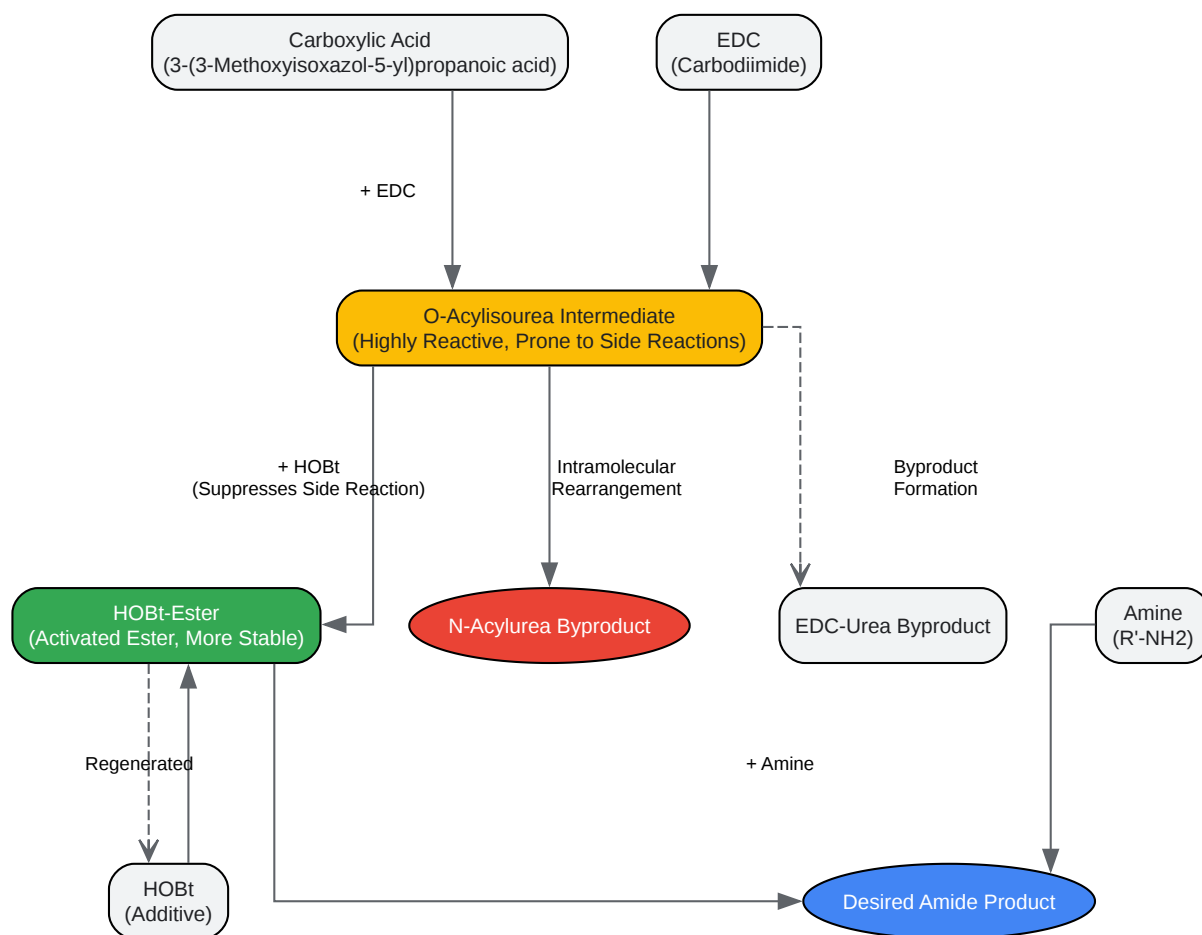 Carboxylic Acid
(3-(3-Methoxyisoxazol-5-yl)propanoic acid)
EDC
(Carbodiimide)
+ EDC
O-Acylisourea Intermediate
(Highly Reactive, Prone to Side Reactions)
+ HOBt
(Suppresses Side Reaction)
Intramolecular
Rearrangement
Byproduct
Formation
HOBt-Ester
(Activated Ester, More Stable)
N-Acylurea Byproduct
EDC-Urea Byproduct
Amine
(R'-NH2)
Regenerated
+ Amine
HOBt
(Additive)
Desired Amide Product